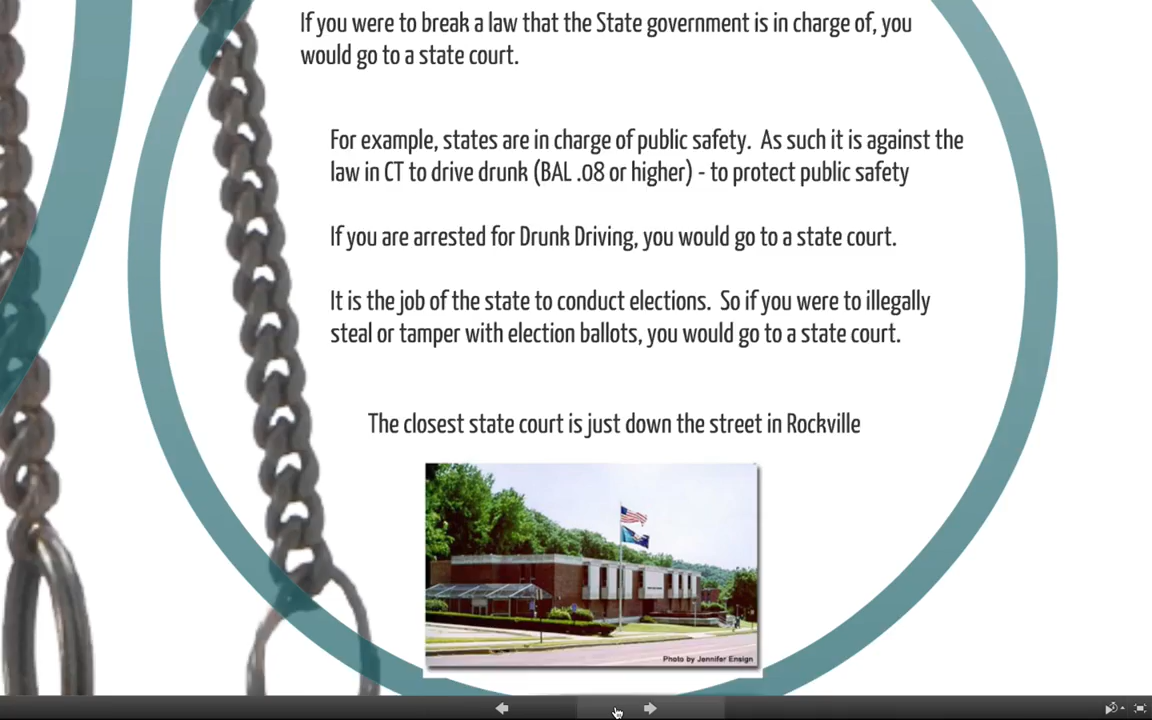 If you were to break a law that the State government is in charge of, you
would go to a state court.
For example, states are in charge of public safety.  As such it is against the
law in CT to drive drunk (BAL .08 or higher) - to protect public safety
If you are arrested for Drunk Driving, you would go to a state court.
It is the job of the state to conduct elections.  So if you were to illegally
steal or tamper with election ballots, you would go to a state court.
The closest state court is just down the street in Rockville
Photo by Jennifer Ensign